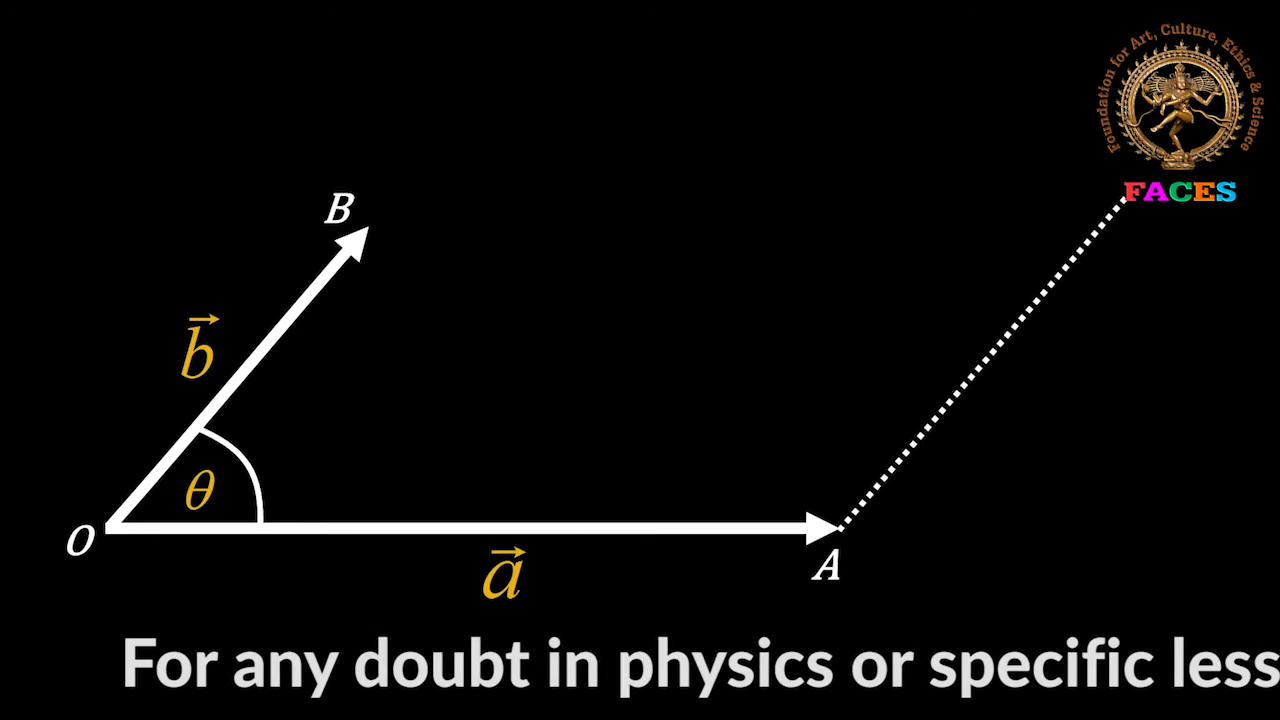 Foundation for Art, Culture, Ethics & Science
FACES
B
b
θ
O
a
A
For any doubt in physics or specific less